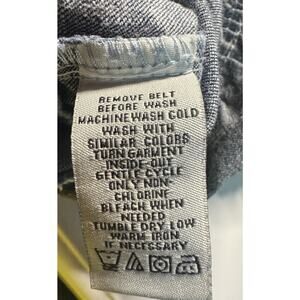 REMOVE BELT
BEFORE WASH
MACHINE WASH COLD
WASH WITH
SIMILAR COLORS
TURN GARMENT
INSIDE-OUT
GENTLE CYCLE
ONLY NON-
CHLORINE
BLEACH WHEN
NEEDED
TUMBLE DRY LOW
WARM IRON
IF NECESSARY